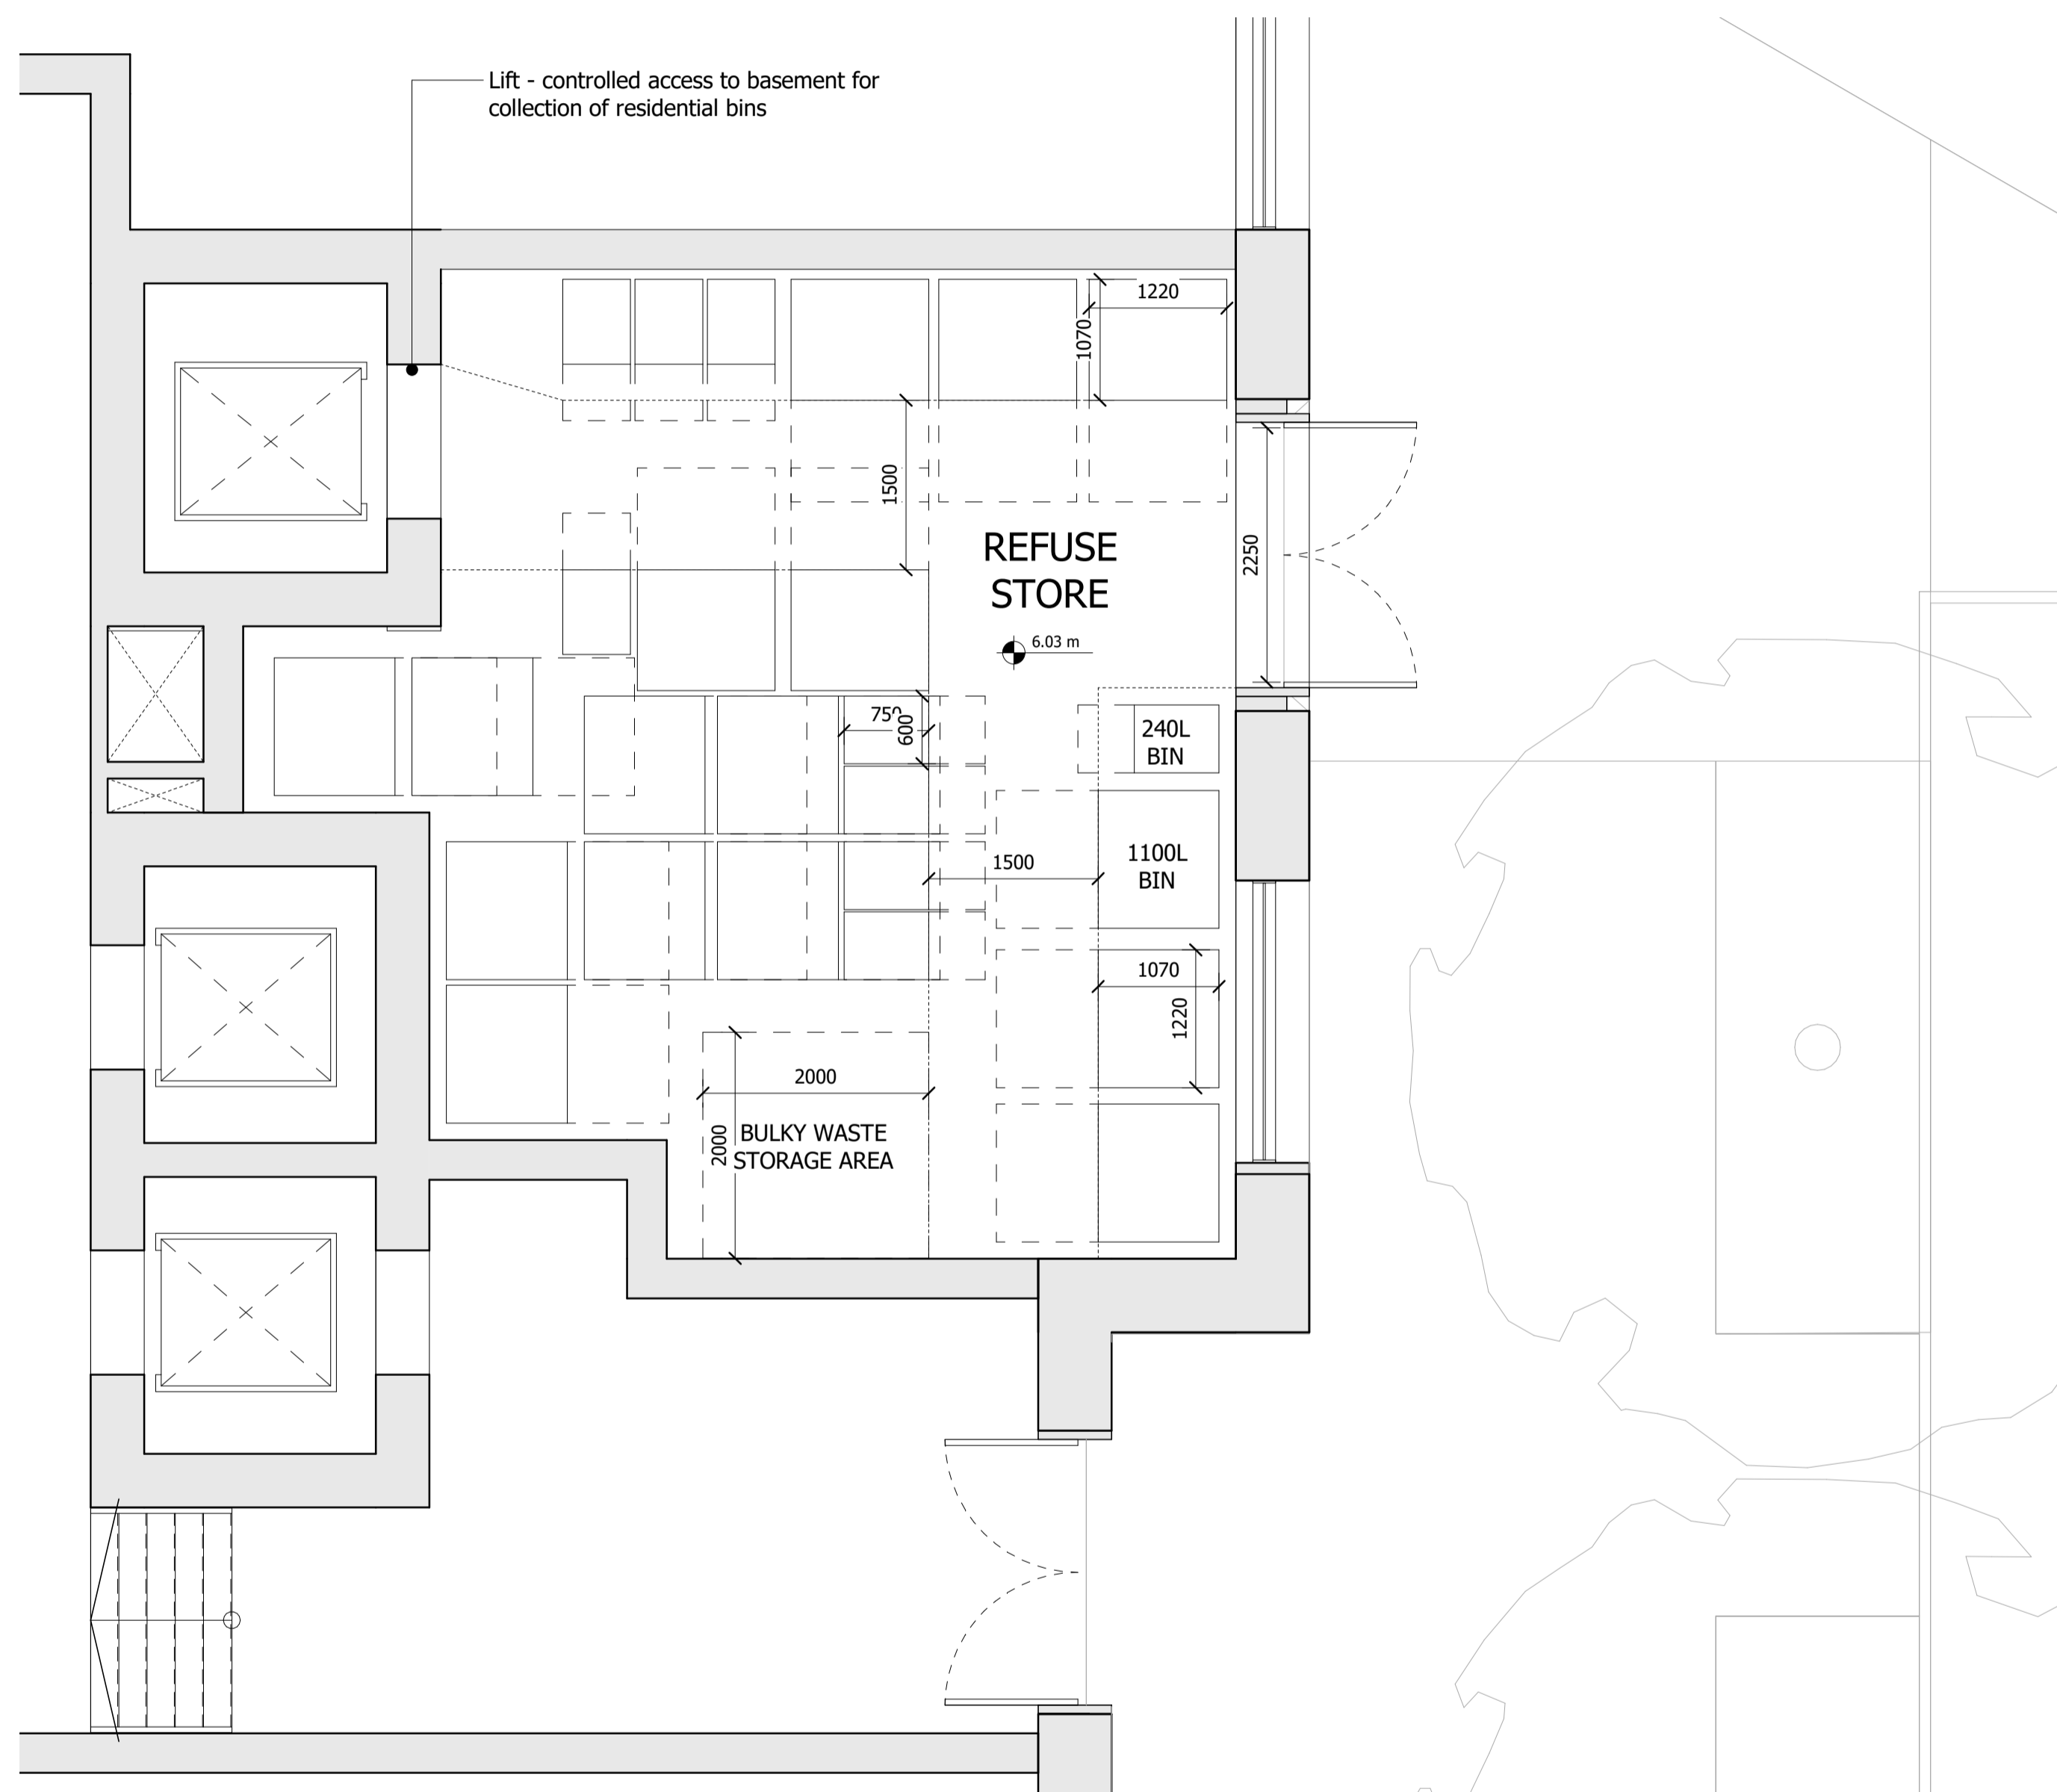 Lift - controlled access to basement for
collection of residential bins
1220
1070
1500
REFUSE
STORE
2250
6.03 m
750
600
240L
BIN
1500
1100L
BIN
1070
1220
2000
2000
BULKY WASTE
STORAGE AREA